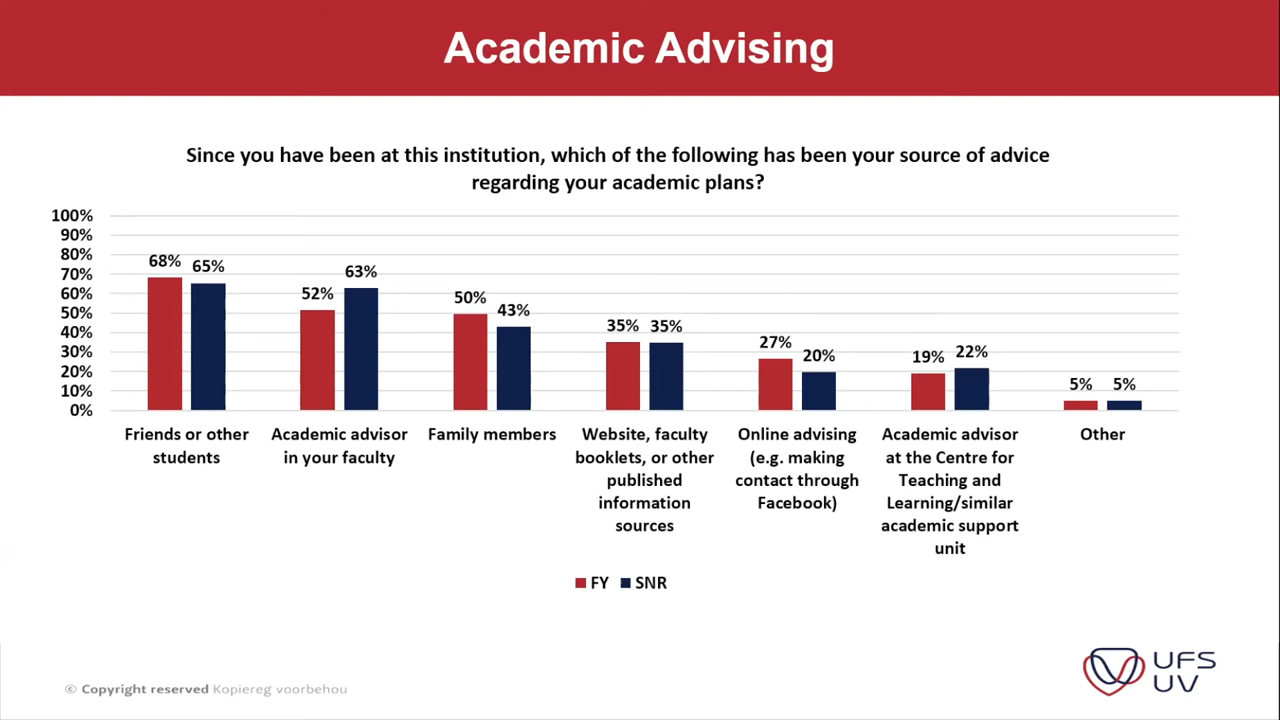 Academic Advising
Since you have been at this institution, which of the following has been your source of advice
regarding your academic plans?
100%
90%
80%
70%
60%
50%
40%
30%
20%
10%
0%
68%
65%
52%
63%
50%
43%
35%
35%
27%
20%
19%
22%
5%
5%
Friends or other
students
Academic advisor
in your faculty
Family members
Website, faculty
booklets, or other
published
information
sources
Online advising
(e.g. making
contact through
Facebook)
Academic advisor
at the Centre for
Teaching and
Learning/similar
academic support
unit
Other
FY SNR
© Copyright reserved Kopiereg voorbehou
UFS
UV